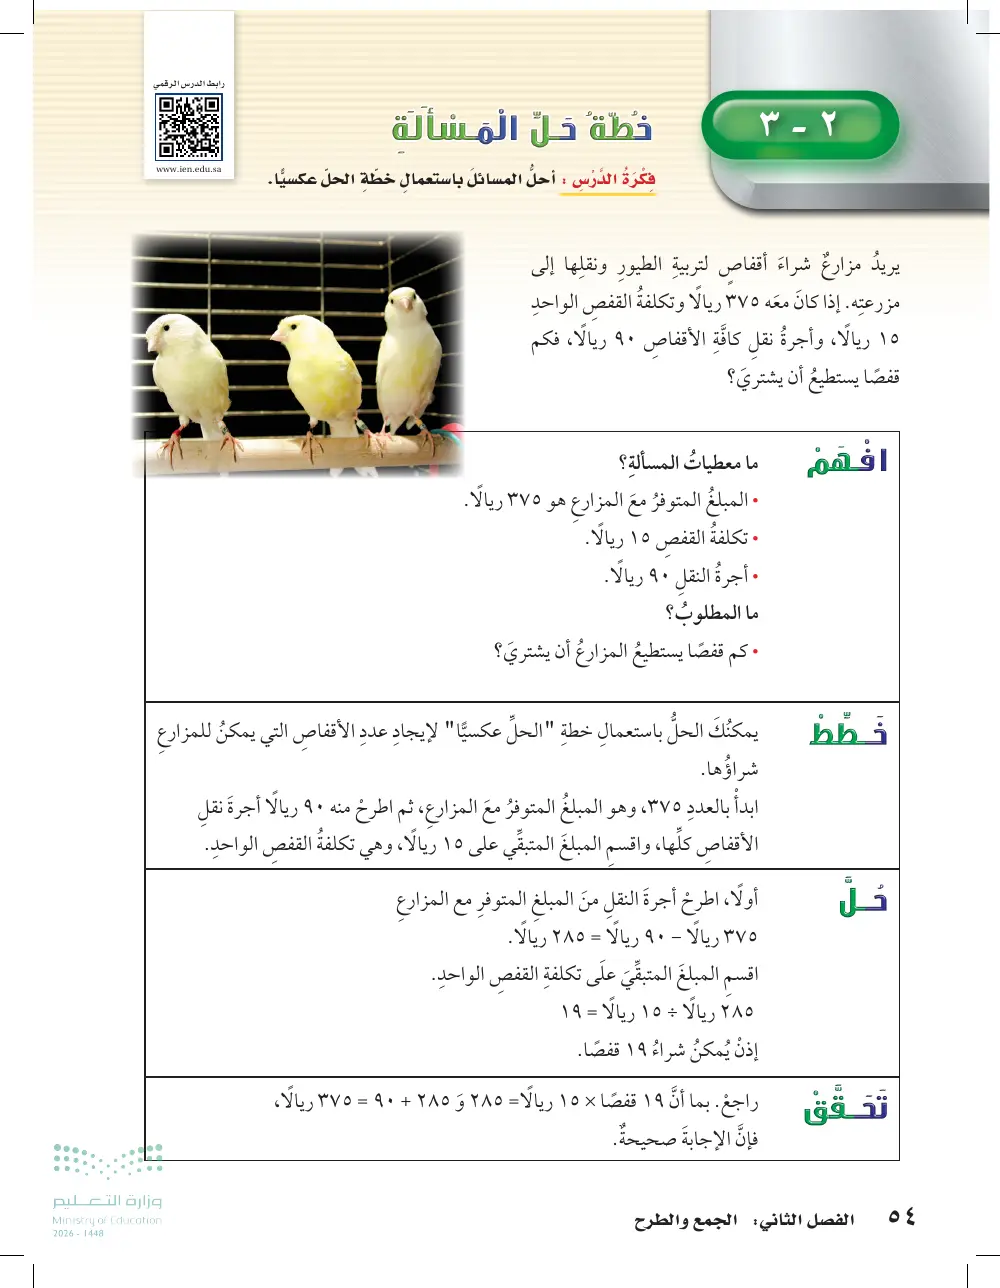 رابط الدرس الرقمي
www.ien.edu.sa
٢ - ٣
خُطَّةُ حَلِّ الْمَسْأَلَةِ
فِكْرَةُ الدَّرْسِ : أحلُّ المسائلَ باستعمالِ خطّةِ الحلّ عكسيًّا.
يريدُ مزارعٌ شراءَ أقفاصٍ لتربيةِ الطيورِ ونقلِها إلى
مزرعتِه. إذا كانَ معَه ٣٧٥ ريالًا وتكلفةُ القفصِ الواحدِ
١٥ ريالًا، وأجرةُ نقلِ كافَّةِ الأقفاصِ ٩٠ ريالًا، فكم
قفصًا يستطيعُ أن يشتريَ؟
افْهَمْ
ما معطياتُ المسألةِ؟
• المبلغُ المتوفرُ معَ المزارعِ هو ٣٧٥ ريالًا.
• تكلفةُ القفصِ ١٥ ريالًا.
• أجرةُ النقلِ ٩٠ ريالًا.
ما المطلوبُ؟
• كم قفصًا يستطيعُ المزارعُ أن يشتريَ؟
خَطِّطْ
يمكنُكَ الحلُّ باستعمالِ خطةِ "الحلِّ عكسيًّا" لإيجادِ عددِ الأقفاصِ التي يمكنُ للمزارعِ
شراؤُها.
ابدأْ بالعددِ ٣٧٥، وهو المبلغُ المتوفرُ معَ المزارعِ، ثم اطرحْ منه ٩٠ ريالًا أجرةَ نقلِ
الأقفاصِ كلِّها، واقسمِ المبلغَ المتبقِّي على ١٥ ريالًا، وهي تكلفةُ القفصِ الواحدِ.
حُلَّ
أولًا، اطرحْ أجرةَ النقلِ منَ المبلغِ المتوفرِ مع المزارعِ
٣٧٥ ريالًا – ٩٠ ريالًا = ٢٨٥ ريالًا.
اقسمِ المبلغَ المتبقِّيَ علَى تكلفةِ القفصِ الواحدِ.
٢٨٥ ريالًا ÷ ١٥ ريالًا = ١٩
إذنْ يُمكنُ شراءُ ١٩ قفصًا.
تَحَقَّقْ
راجعْ. بما أنَّ ١٩ قفصًا × ١٥ ريالًا= ٢٨٥ وَ ٢٨٥ + ٩٠ = ٣٧٥ ريالًا،
فإنَّ الإجابةَ صحيحةٌ.
وزارة التعـــليم
Ministry of Education
2026 - 1448
٥٤ الفصل الثاني: الجمع والطرح